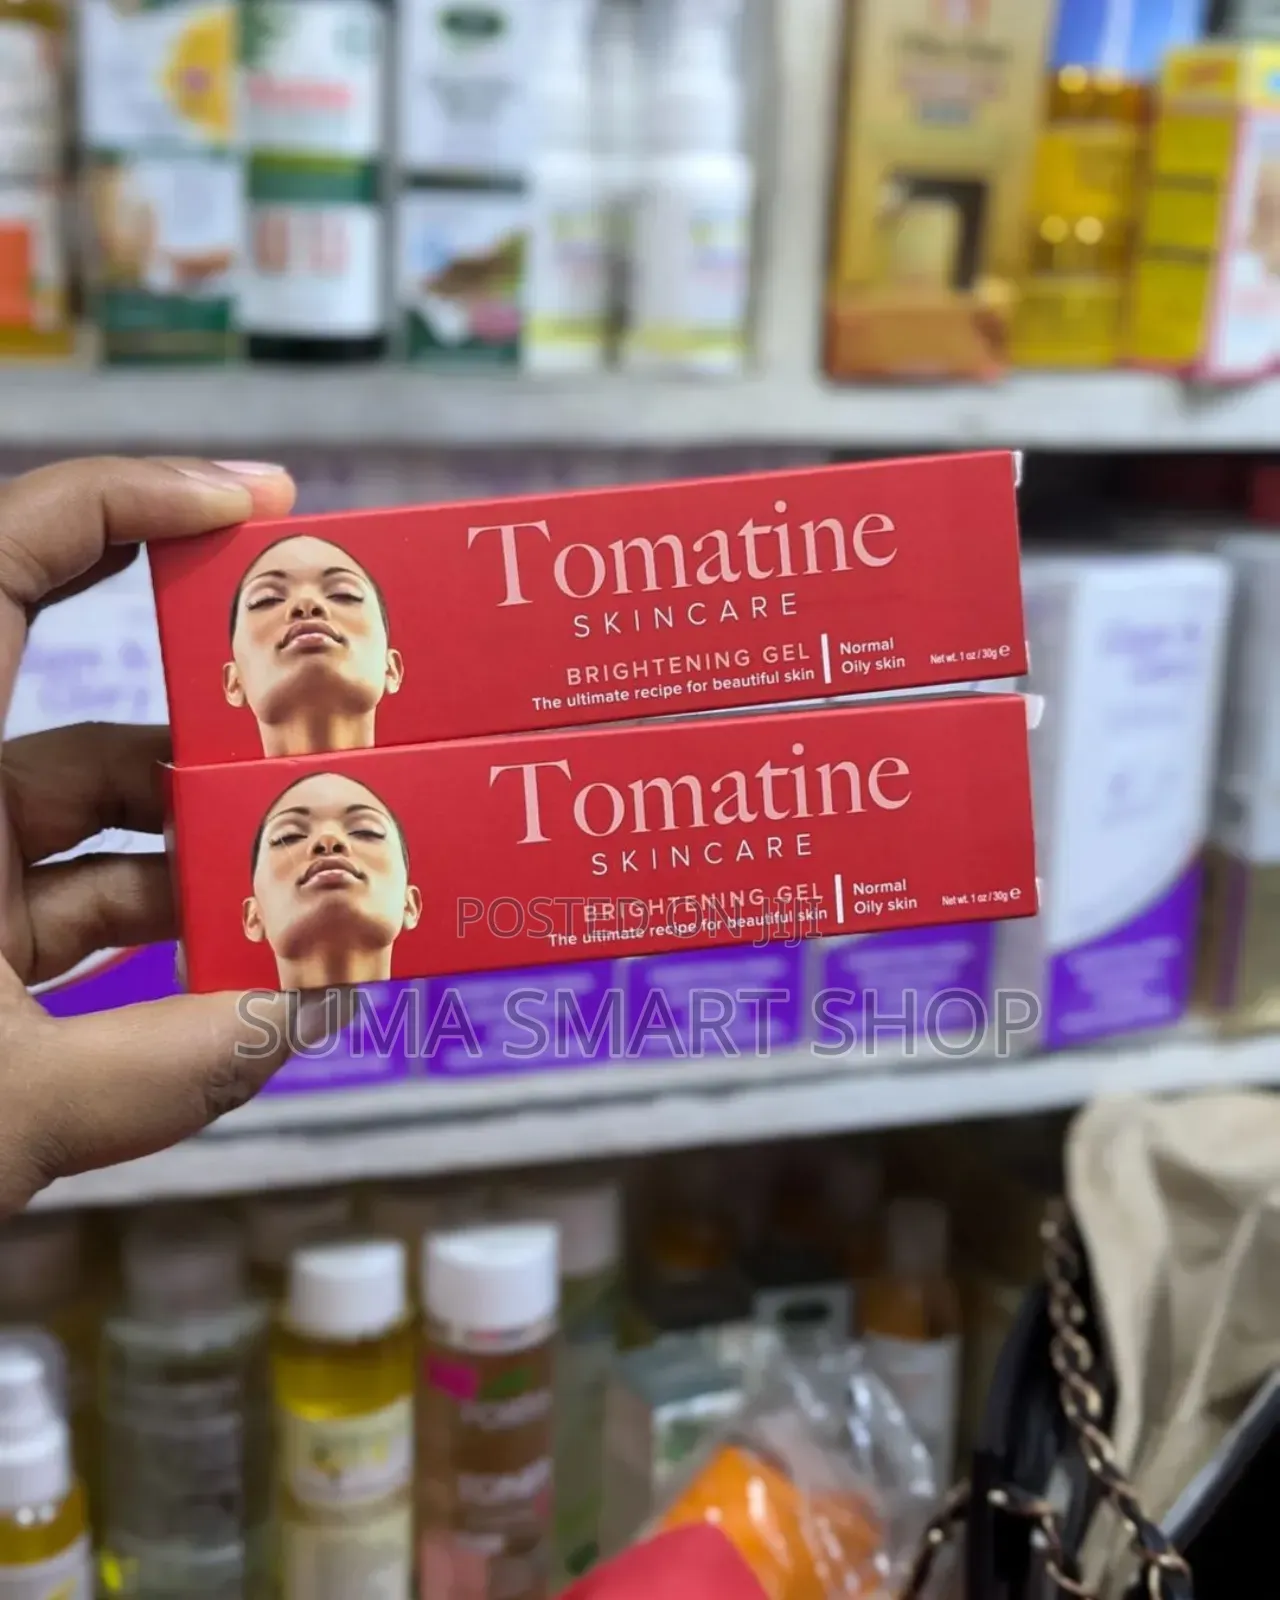 Tomatine
SKINCARE
BRIGHTENING GEL
The ultimate recipe for beautiful skin
Normal
Oily skin
Net wt. 1 oz / 30g e
Tomatine
SKINCARE
BRIGHTENING GEL
The ultimate recipe for beautiful skin
Normal
Oily skin
Net wt. 1 oz / 30g e
POSTED ON JIJI
SUMA SMART SHOP